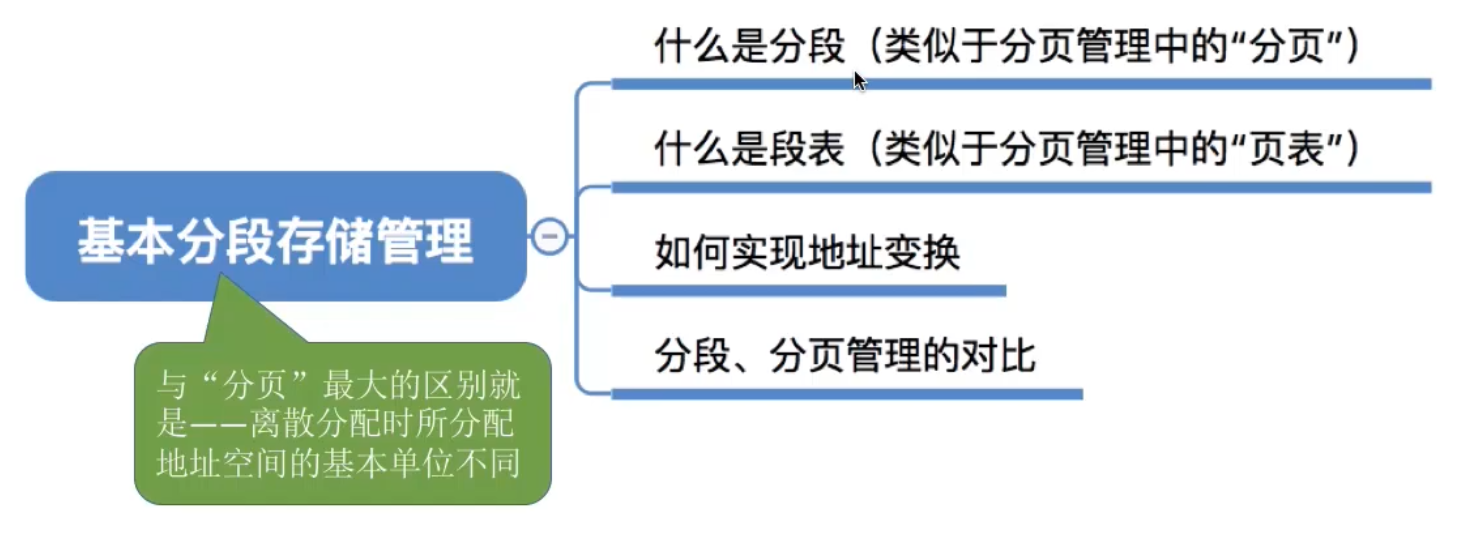 什么是分段（类似于分页管理中的“分页”）
什么是段表（类似于分页管理中的“页表”）
基本分段存储管理
如何实现地址变换
分段、分页管理的对比
与“分页”最大的区别就
是——离散分配时所分配
地址空间的基本单位不同